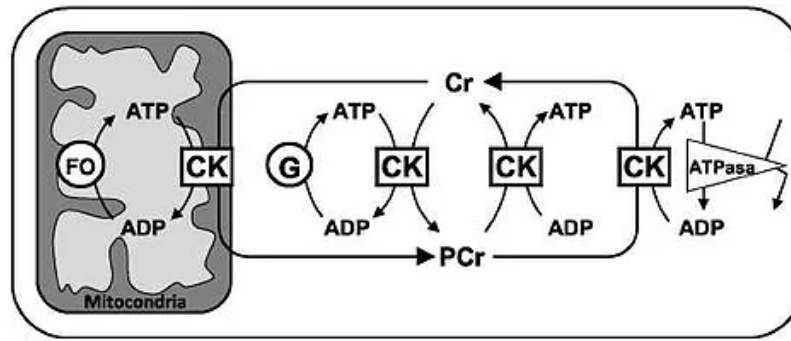 Cr
ATP ATP ATP ATP
FO CK G CK CK CK ATPasa
ADP ADP ADP ADP
PCr
Mitocondria